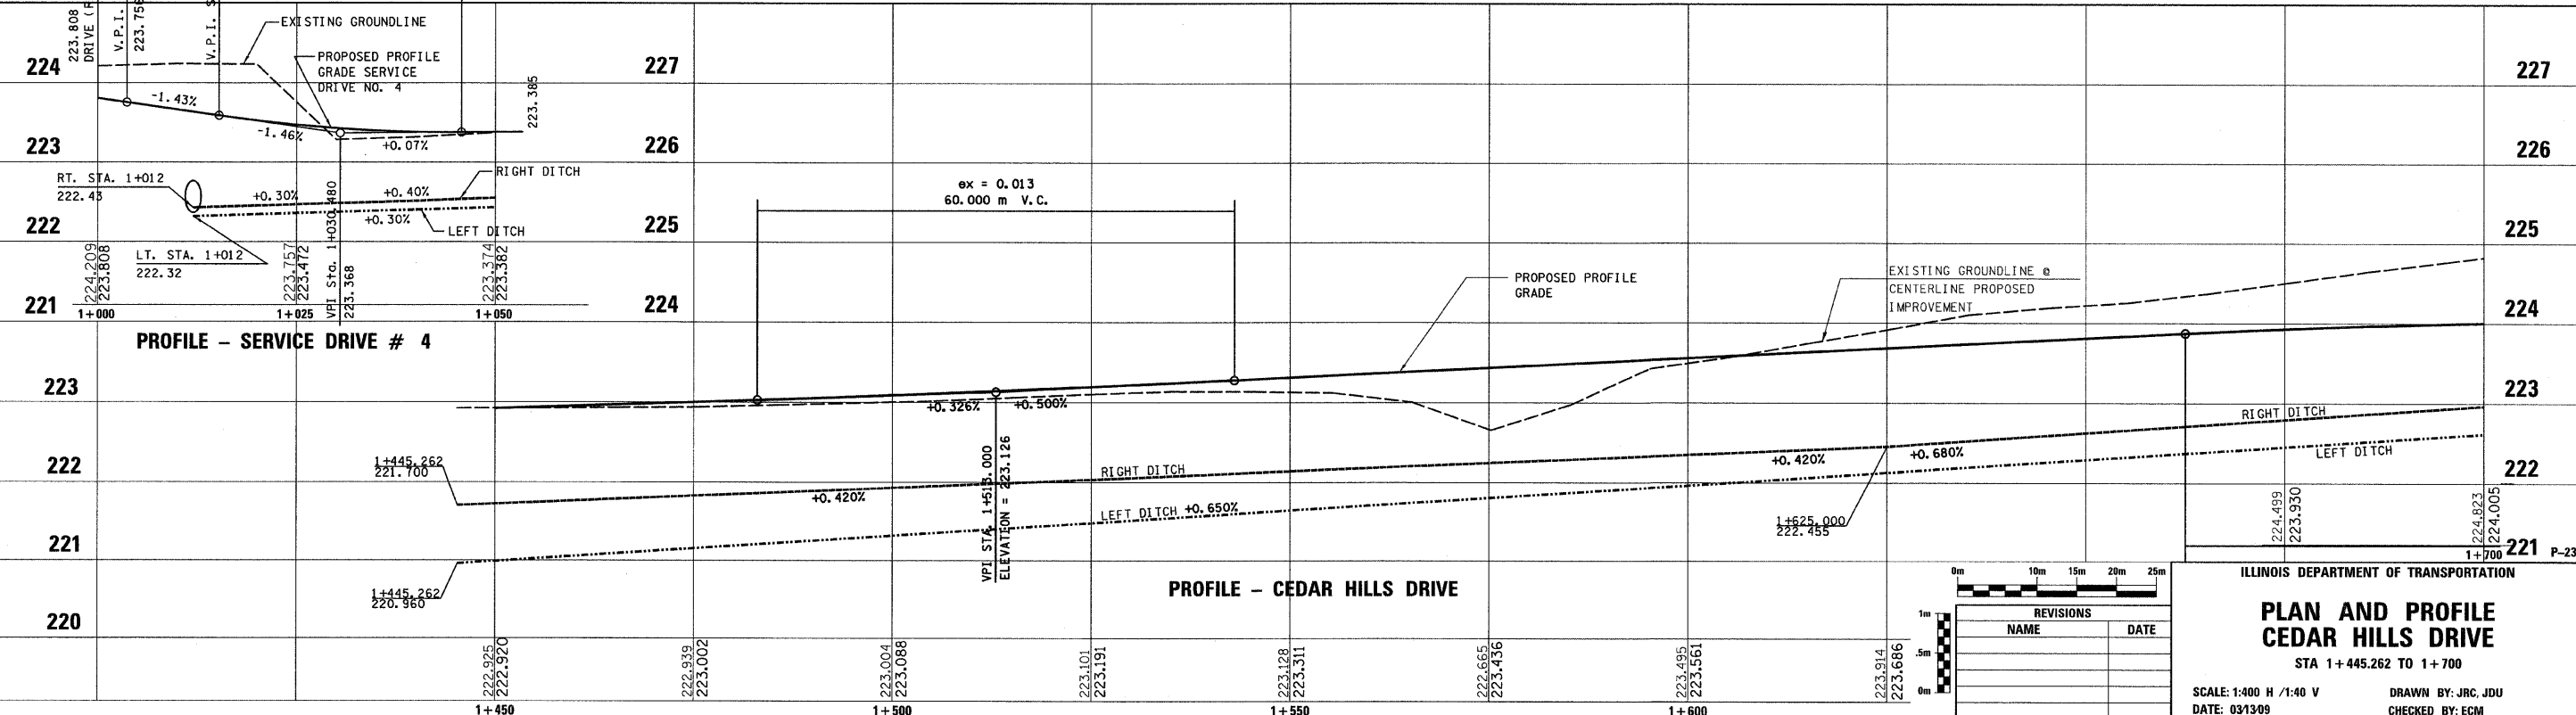 223.808
DRIVE
V.P.I.
V.P.I.
EXISTING GROUNDLINE
PROPOSED PROFILE
GRADE SERVICE
DRIVE NO. 4
224
223
222
221
-1.43%
-1.46%
+0.07%
223.385
RT. STA. 1+012
222.43
+0.30%
+0.40%
RIGHT DITCH
+0.30%
LEFT DITCH
LT. STA. 1+012
222.32
224.209
223.808
223.757
223.472
VPI Sta. 1+030.480
223.368
223.374
223.382
1+000
1+025
1+050
PROFILE – SERVICE DRIVE # 4
227
226
225
224
223
222
221
220
ex = 0.013
60.000 m V.C.
PROPOSED PROFILE
GRADE
EXISTING GROUNDLINE @
CENTERLINE PROPOSED
IMPROVEMENT
227
226
225
224
223
222
221
P-23
+0.326%
+0.500%
VPI STA. 1+513.000
ELEVATION = 223.126
1+445.262
221.700
+0.420%
RIGHT DITCH
+0.420%
+0.680%
RIGHT DITCH
LEFT DITCH
LEFT DITCH +0.650%
1+625.000
222.455
1+445.262
220.960
224.499
223.930
224.823
224.005
1+700
PROFILE – CEDAR HILLS DRIVE
222.925
222.920
222.939
223.002
223.004
223.088
223.101
223.191
223.128
223.311
222.665
223.436
223.495
223.561
223.914
223.686
1+450
1+500
1+550
1+600
0m 10m 15m 20m 25m
1m
.5m
0m
REVISIONS
NAME DATE
ILLINOIS DEPARTMENT OF TRANSPORTATION
PLAN AND PROFILE
CEDAR HILLS DRIVE
STA 1+445.262 TO 1+700
SCALE: 1:400 H /1:40 V
DATE: 03/13/09
DRAWN BY: JRC, JDU
CHECKED BY: ECM